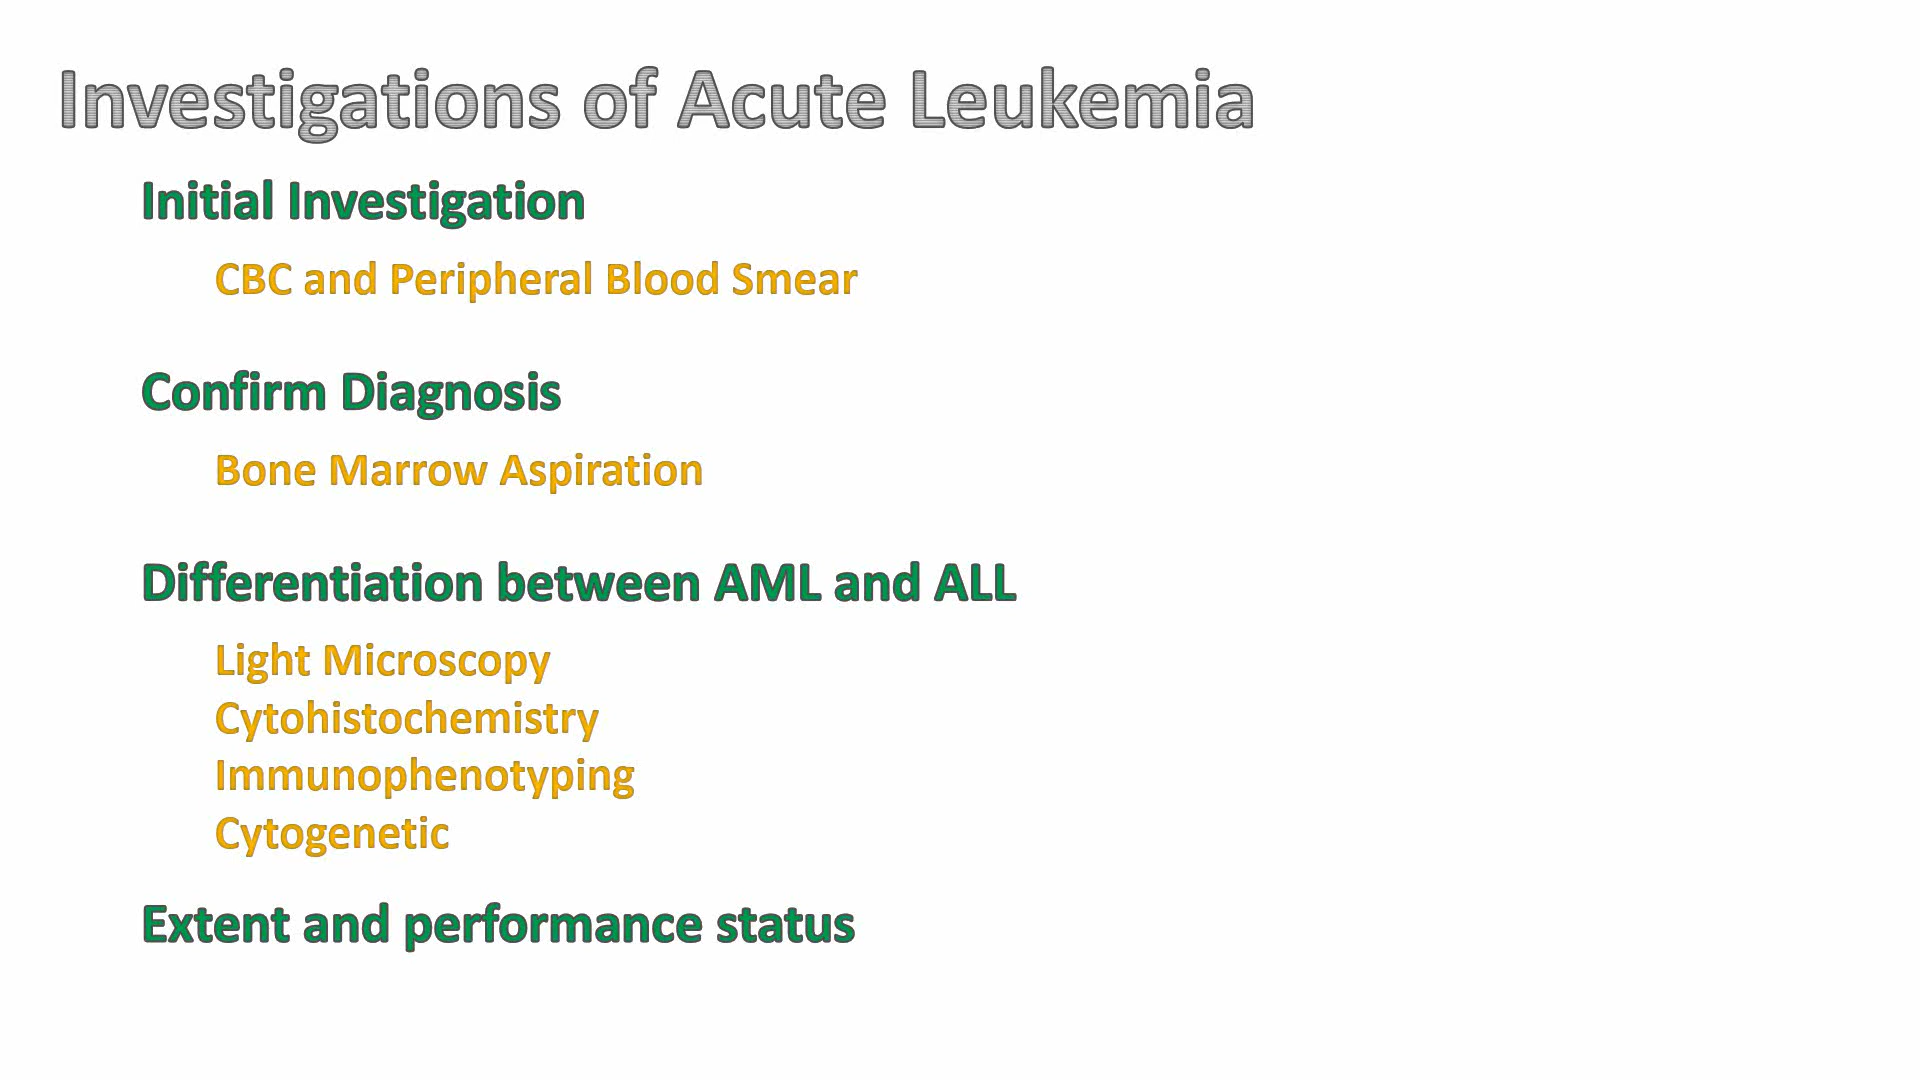 Investigations of Acute Leukemia
Initial Investigation
CBC and Peripheral Blood Smear
Confirm Diagnosis
Bone Marrow Aspiration
Differentiation between AML and ALL
Light Microscopy
Cytohistochemistry
Immunophenotyping
Cytogenetic
Extent and performance status